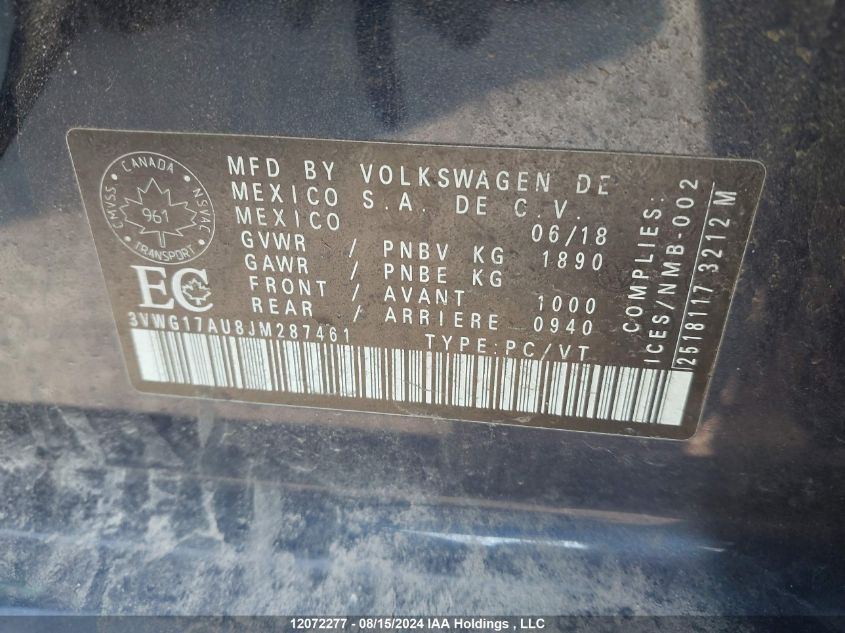 CANADA
CMVSS
NSVAC
961
TRANSPORT
EC
MFD BY VOLKSWAGEN DE
MEXICO S.A. DE C.V.
MEXICO 06/18
GVWR / PNBV KG 1890
GAWR / PNBE KG
FRONT / AVANT 1000
REAR / ARRIERE 0940
3VWG17AU8JM287461 TYPE:PC/VT
COMPLIES:
ICES/NMB-002
2518117 3212 M
12072277 - 08/15/2024 IAA Holdings , LLC